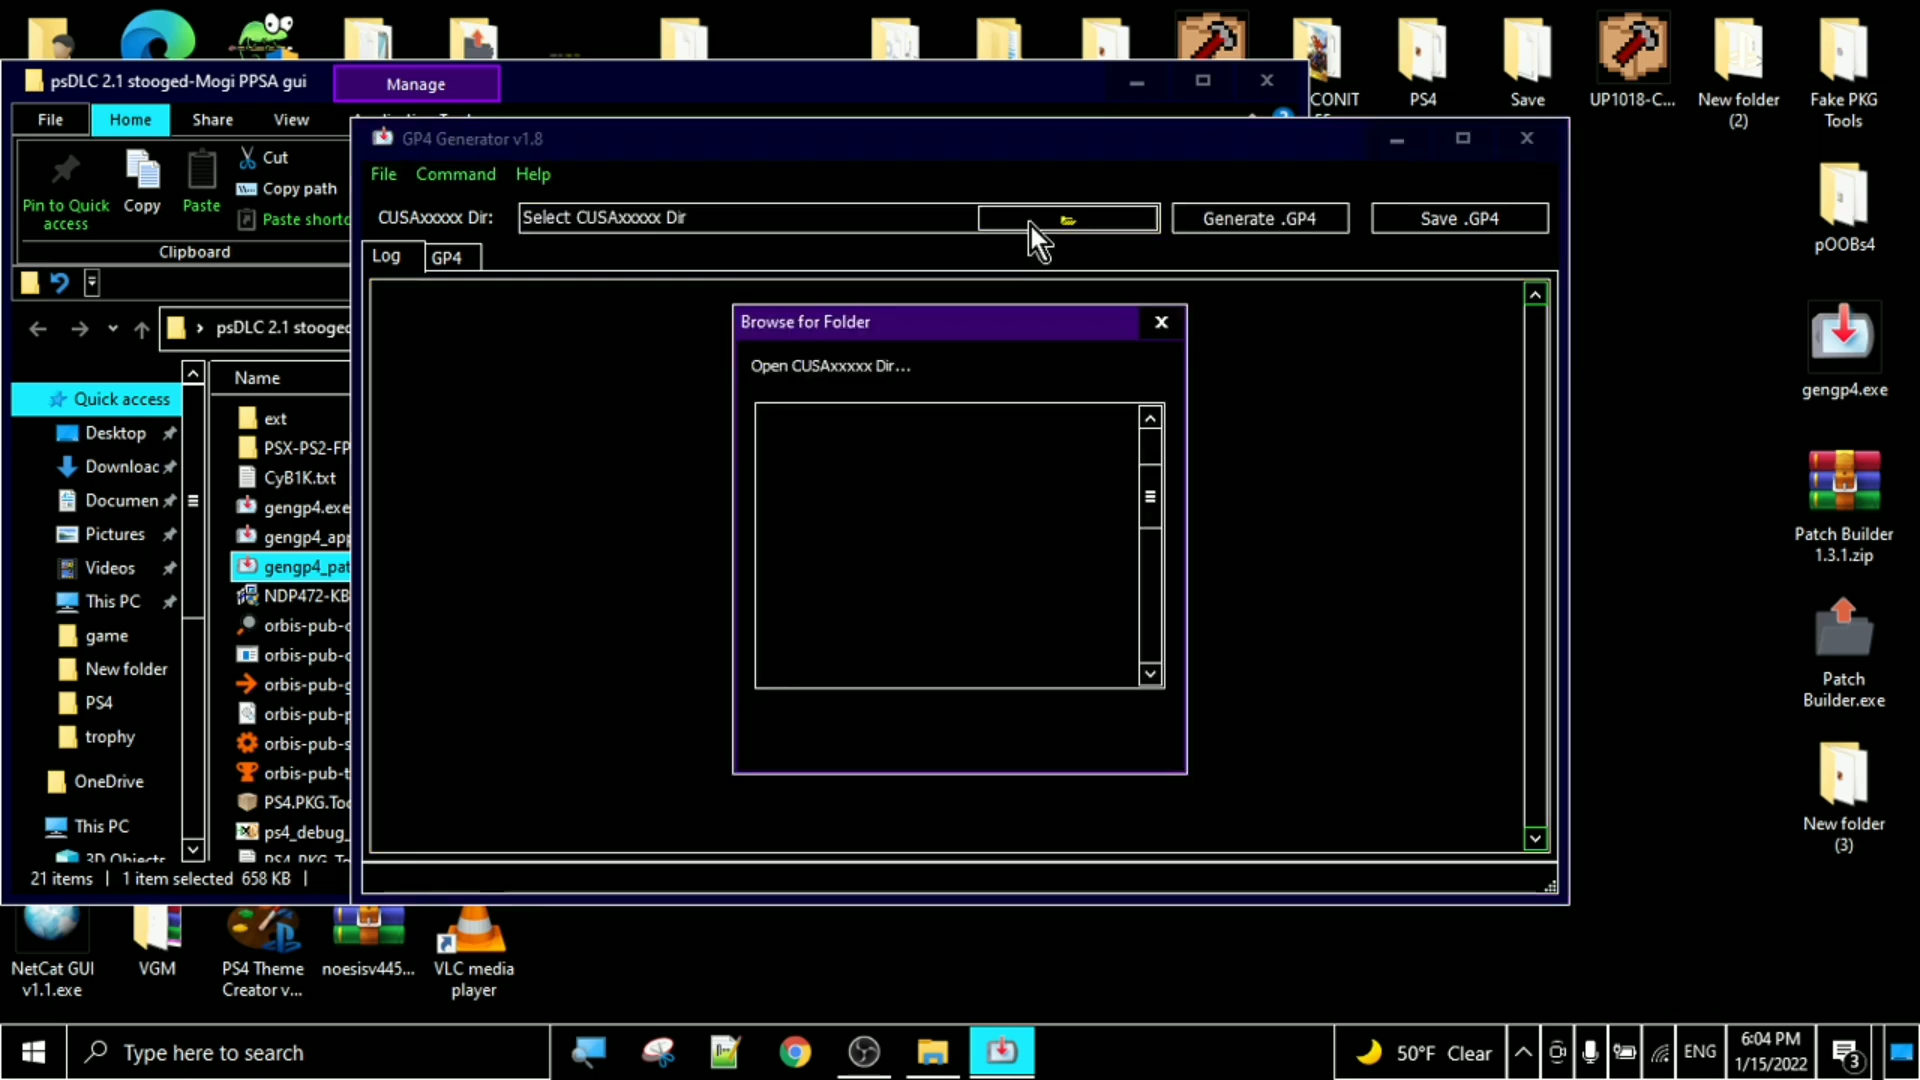 CONIT
PS4
Save
UP1018-C...
New folder
(2)
Fake PKG
Tools
psDLC 2.1 stooged-Mogi PPSA gui
Manage
File
Home
Share
View
Pin to Quick
access
Copy
Paste
Cut
Copy path
Paste shortc
Clipboard
psDLC 2.1 stooged
Name
Quick access
Desktop
Downloac
Documen
Pictures
Videos
This PC
game
New folder
PS4
trophy
OneDrive
This PC
3D Objects
ext
PSX-PS2-FP
CyB1K.txt
gengp4.exe
gengp4_app
gengp4_pat
NDP472-KB
orbis-pub-c
orbis-pub-c
orbis-pub-g
orbis-pub-p
orbis-pub-s
orbis-pub-t
PS4.PKG.Too
ps4_debug_
PS4_PKG_To
21 items
1 item selected 658 KB
GP4 Generator v1.8
File
Command
Help
CUSAxxxxx Dir:
Select CUSAxxxxx Dir
Generate .GP4
Save .GP4
Log
GP4
Browse for Folder
Open CUSAxxxxx Dir...
pOOBs4
gengp4.exe
Patch Builder
1.3.1.zip
Patch
Builder.exe
New folder
(3)
NetCat GUI
v1.1.exe
VGM
PS4 Theme
Creator v...
noesisv445...
VLC media
player
Type here to search
50°F Clear
ENG
6:04 PM
1/15/2022
3